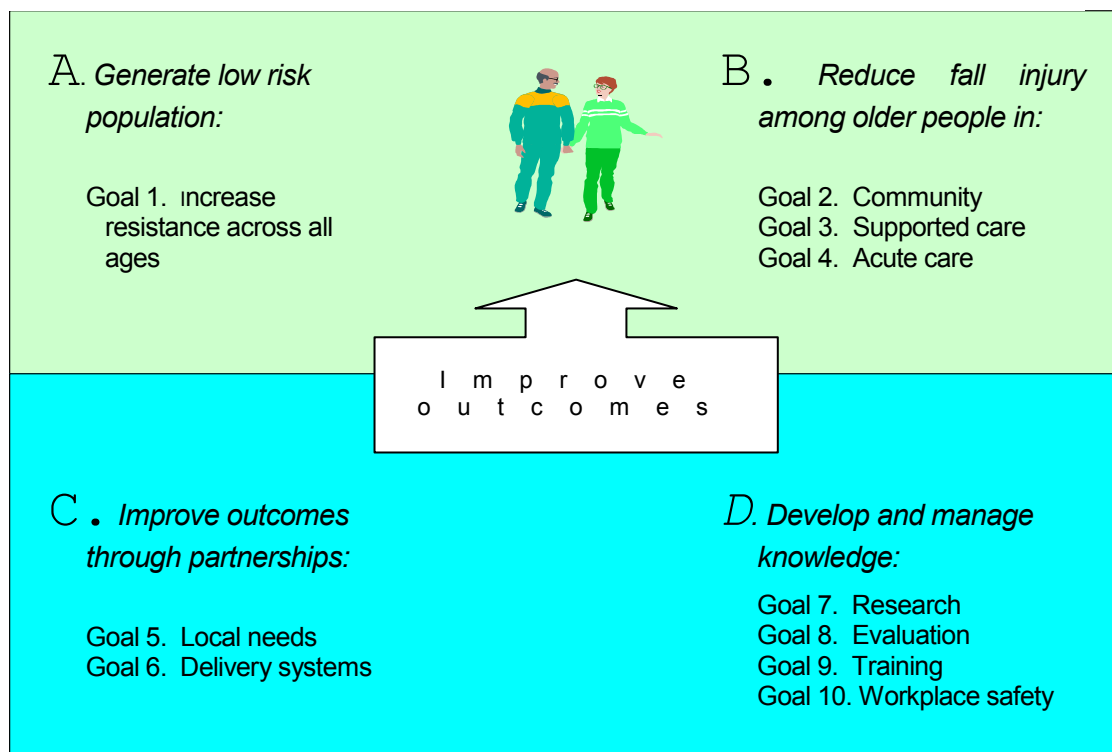 A. Generate low risk
population:
Goal 1. Increase
resistance across all
ages
B. Reduce fall injury
among older people in:
Goal 2. Community
Goal 3. Supported care
Goal 4. Acute care
Improve
outcomes
C. Improve outcomes
through partnerships:
Goal 5. Local needs
Goal 6. Delivery systems
D. Develop and manage
knowledge:
Goal 7. Research
Goal 8. Evaluation
Goal 9. Training
Goal 10. Workplace safety